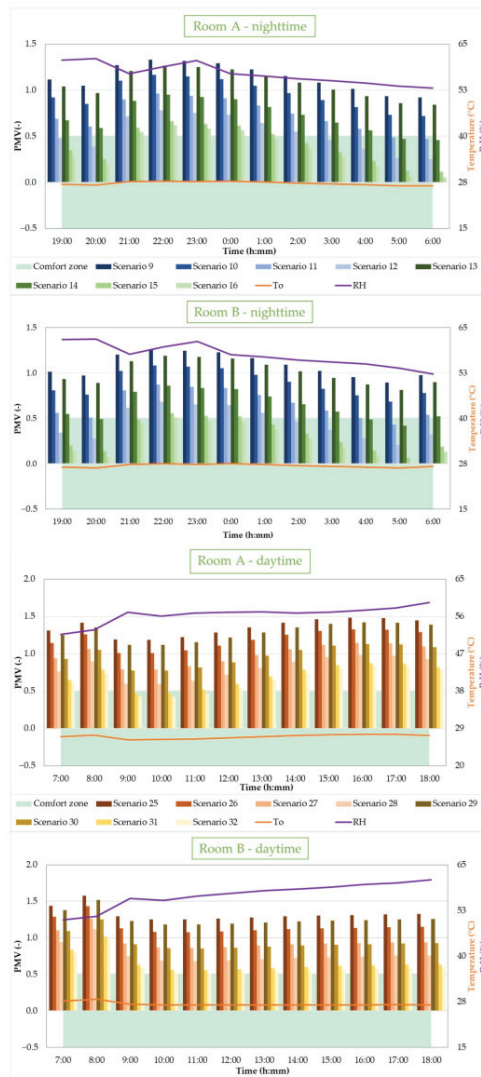 Room A - nighttime
1.5
1.0
0.5
0.0
−0.5
PMV(-)
65
53
40
28
15
Temperature (°C)
19:00 20:00 21:00 22:00 23:00 0:00 1:00 2:00 3:00 4:00 5:00 6:00
Time (h:mm)
Comfort zone Scenario 9 Scenario 10 Scenario 11 Scenario 12 Scenario 13
Scenario 14 Scenario 15 Scenario 16 To RH
Room B - nighttime
1.5
1.0
0.5
0.0
−0.5
PMV (-)
65
53
40
28
15
Temperature (°C)
19:00 20:00 21:00 22:00 23:00 0:00 1:00 2:00 3:00 4:00 5:00 6:00
Time (h:mm)
Room A - daytime
2.0
1.5
1.0
0.5
0.0
−0.5
PMV (-)
65
56
47
38
29
20
Temperature (°C)
7:00 8:00 9:00 10:00 11:00 12:00 13:00 14:00 15:00 16:00 17:00 18:00
Time (h:mm)
Comfort zone Scenario 25 Scenario 26 Scenario 27 Scenario 28 Scenario 29
Scenario 30 Scenario 31 Scenario 32 To RH
Room B - daytime
2.0
1.5
1.0
0.5
0.0
−0.5
PMV (-)
65
53
40
28
15
Temperature (°C)
7:00 8:00 9:00 10:00 11:00 12:00 13:00 14:00 15:00 16:00 17:00 18:00
Time (h:mm)